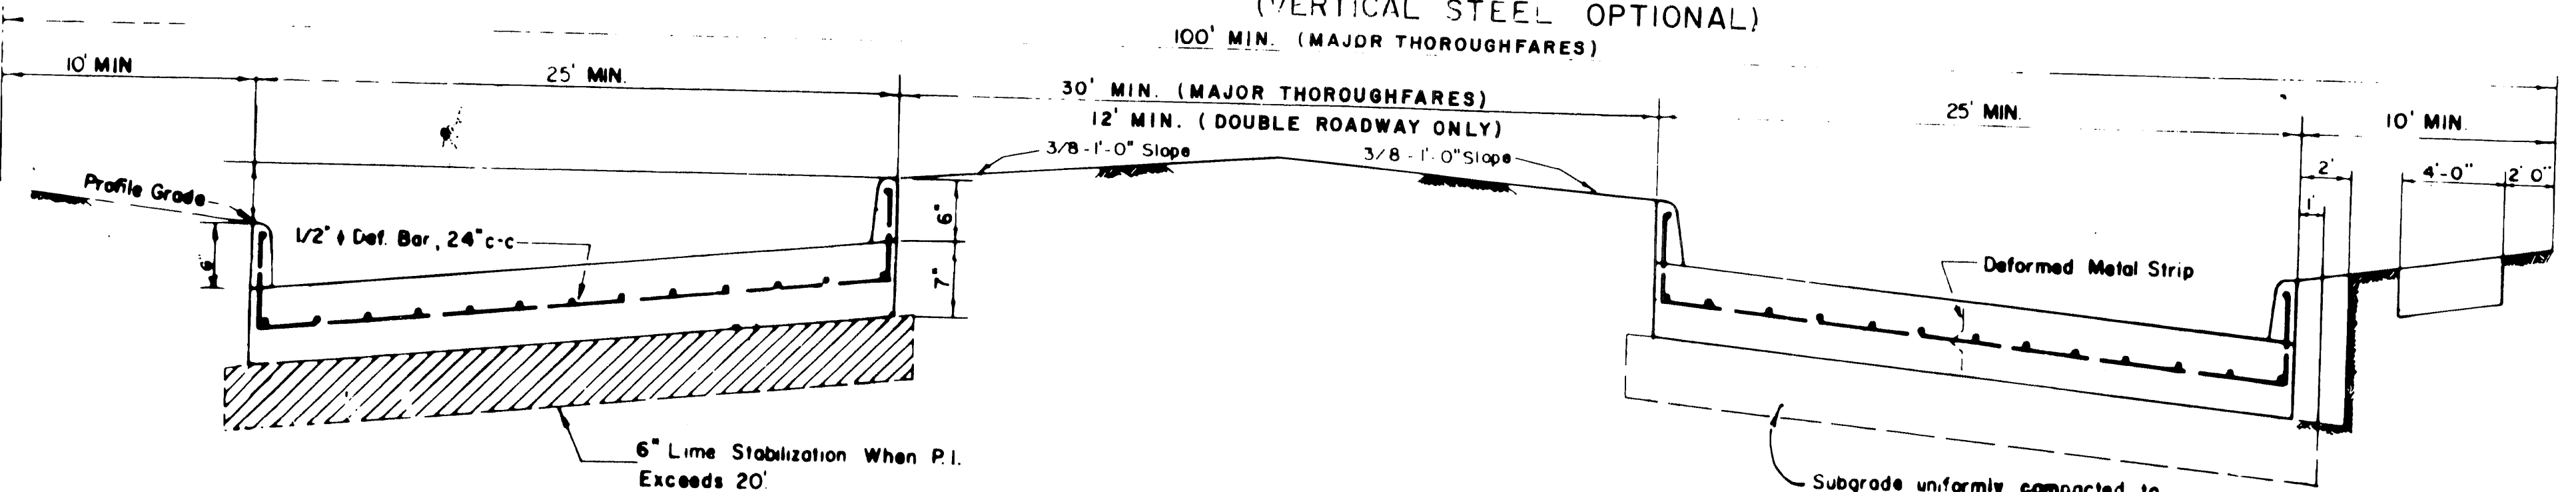 (VERTICAL STEEL OPTIONAL)
100' MIN. (MAJOR THOROUGHFARES)
10' MIN
25' MIN.
30' MIN. (MAJOR THOROUGHFARES)
12' MIN. (DOUBLE ROADWAY ONLY)
25' MIN.
10' MIN.
3/8-1'-0" Slope
3/8-1'-0" Slope
2'
4'-0"
2'0"
1'
Profile Grade
6"
1/2" ϕ Def. Bar, 24" c-c
6"
7"
Deformed Metal Strip
6" Lime Stabilization When P.I.
Exceeds 20'.
Subgrade uniformly compacted to